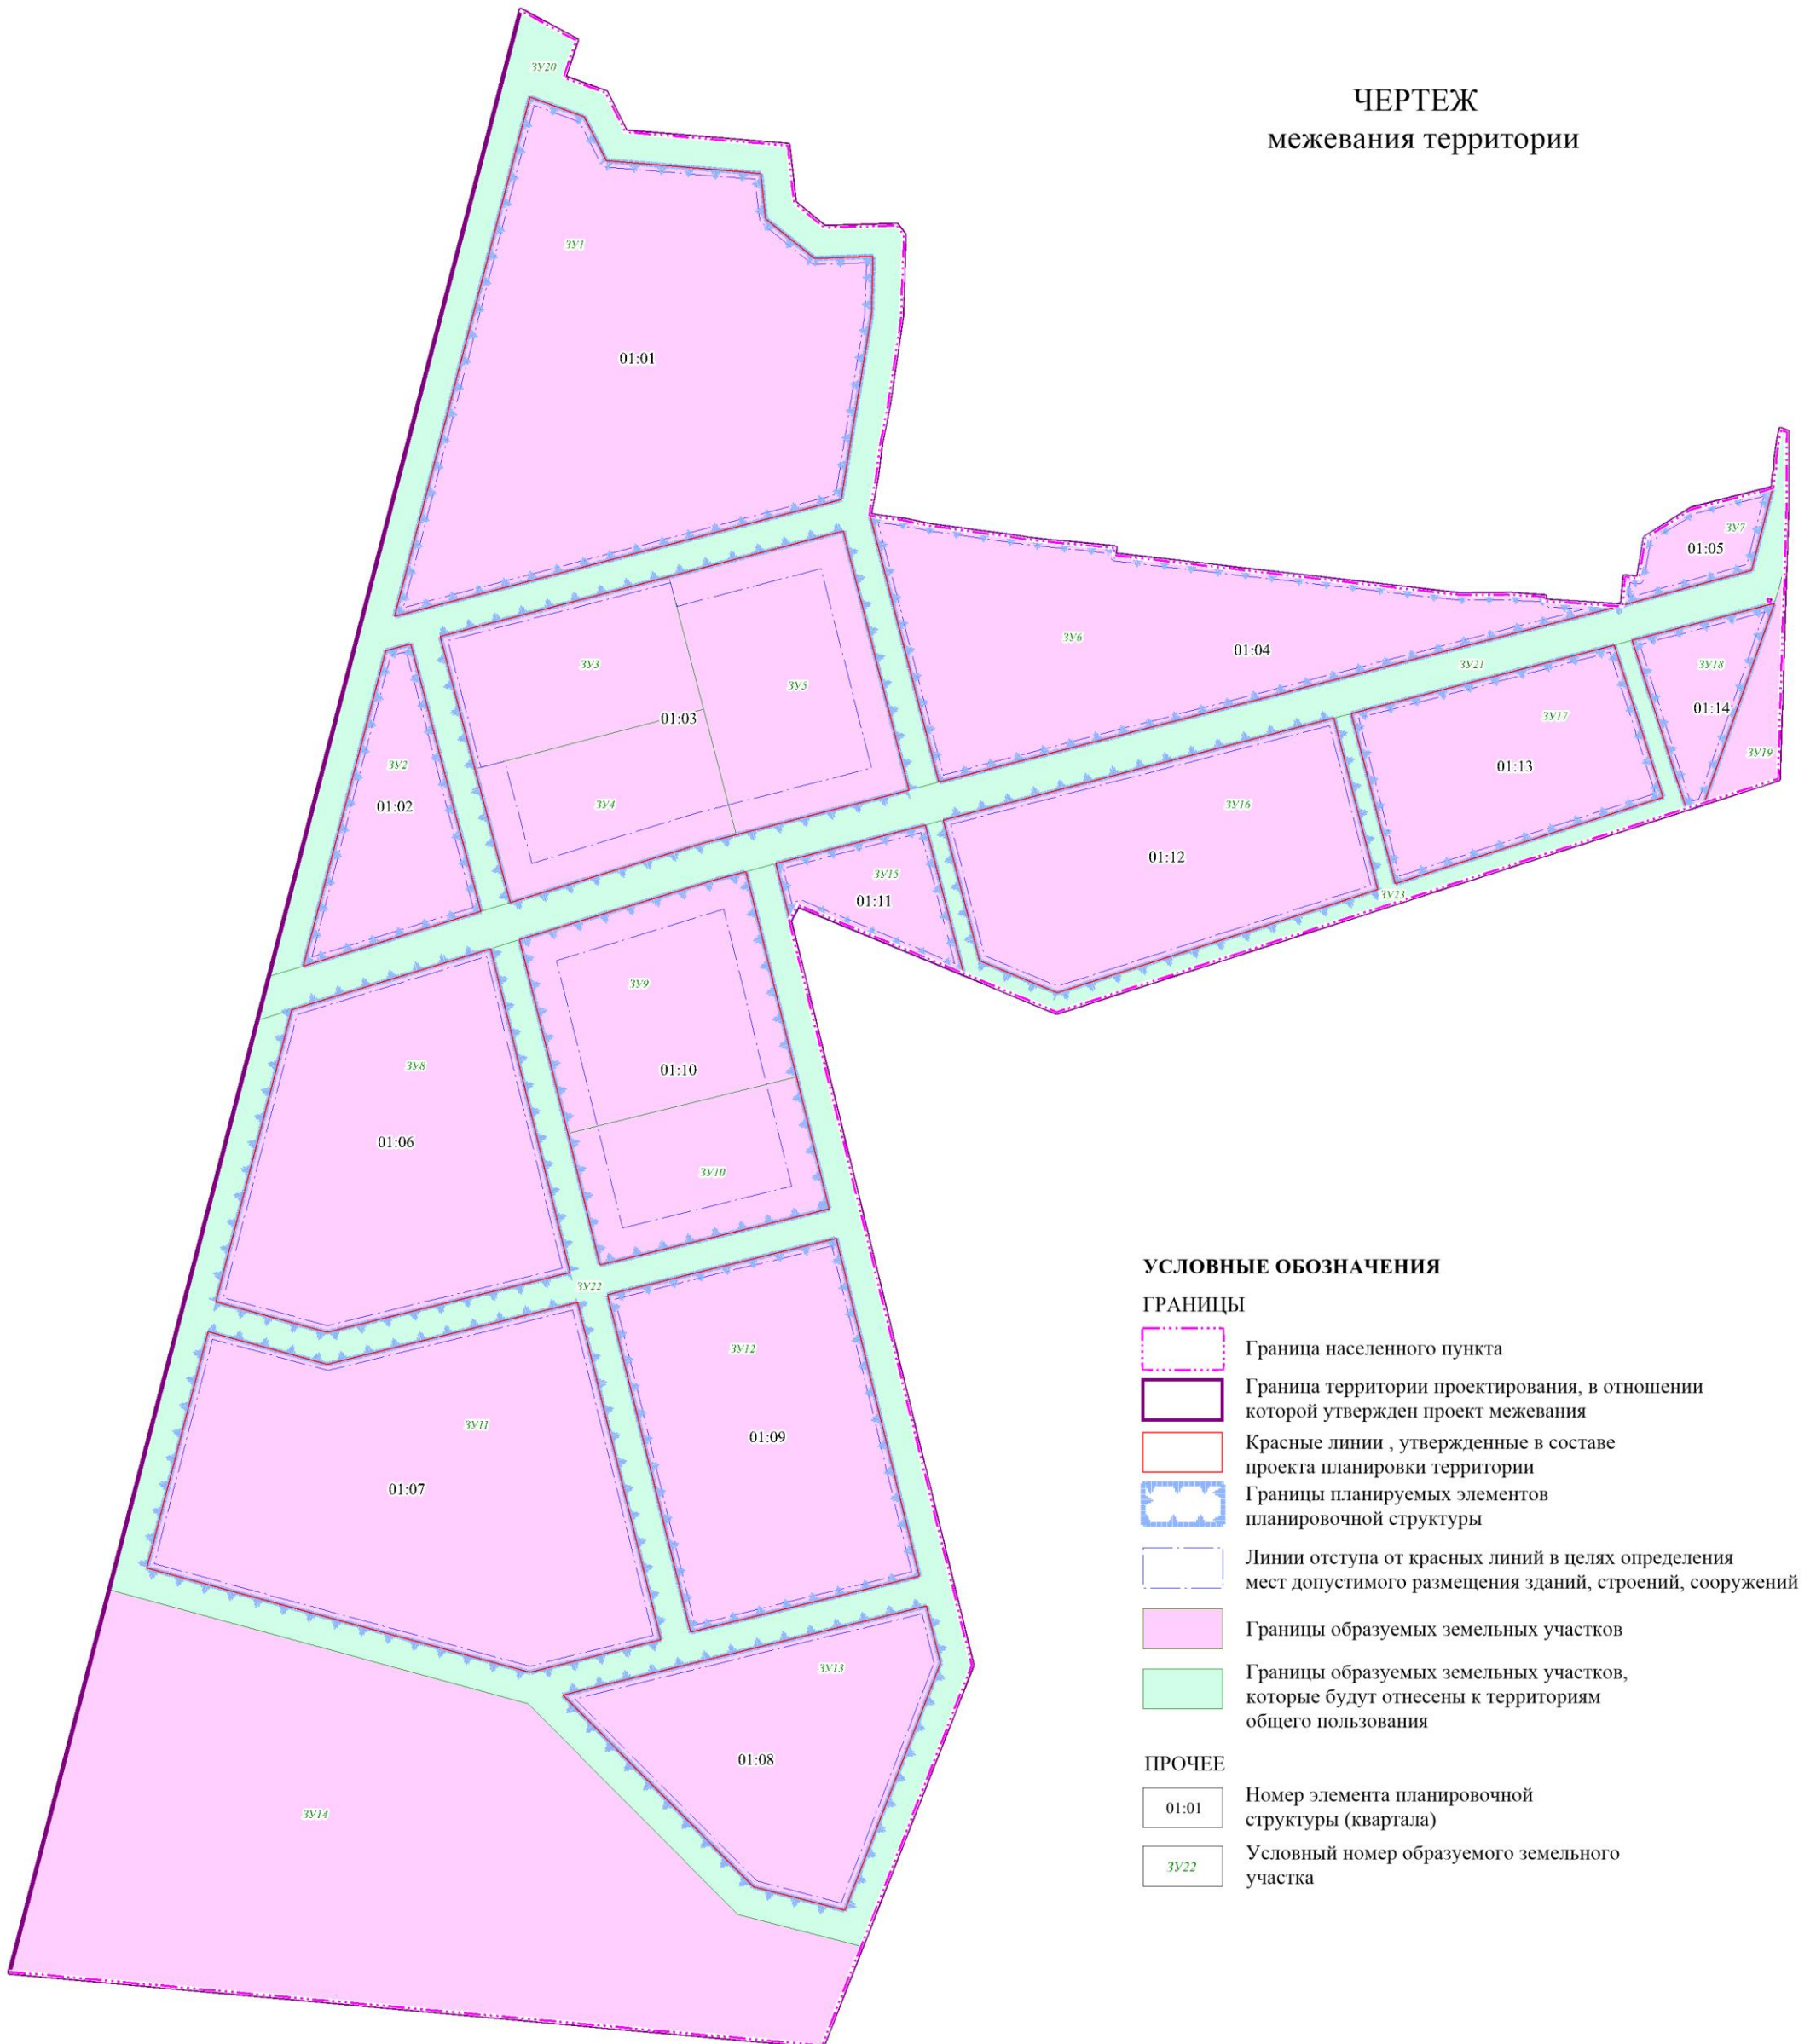 ЧЕРТЕЖ
межевания территории
ЗУ20
ЗУ1
01:01
ЗУ7
01:05
ЗУ6
01:04
ЗУ3
ЗУ21
ЗУ18
ЗУ5
01:03
01:14
ЗУ17
ЗУ2
01:13
ЗУ19
01:02
ЗУ4
ЗУ16
01:12
ЗУ15
01:11
ЗУ23
ЗУ9
ЗУ8
01:10
01:06
ЗУ10
ЗУ22
ЗУ12
ЗУ11
01:09
01:07
ЗУ13
01:08
ЗУ14
УСЛОВНЫЕ ОБОЗНАЧЕНИЯ
ГРАНИЦЫ
Граница населенного пункта
Граница территории проектирования, в отношении
которой утвержден проект межевания
Красные линии , утвержденные в составе
проекта планировки территории
Границы планируемых элементов
планировочной структуры
Линии отступа от красных линий в целях определения
мест допустимого размещения зданий, строений, сооружений
Границы образуемых земельных участков
Границы образуемых земельных участков,
которые будут отнесены к территориям
общего пользования
ПРОЧЕЕ
01:01
Номер элемента планировочной
структуры (квартала)
ЗУ22
Условный номер образуемого земельного
участка